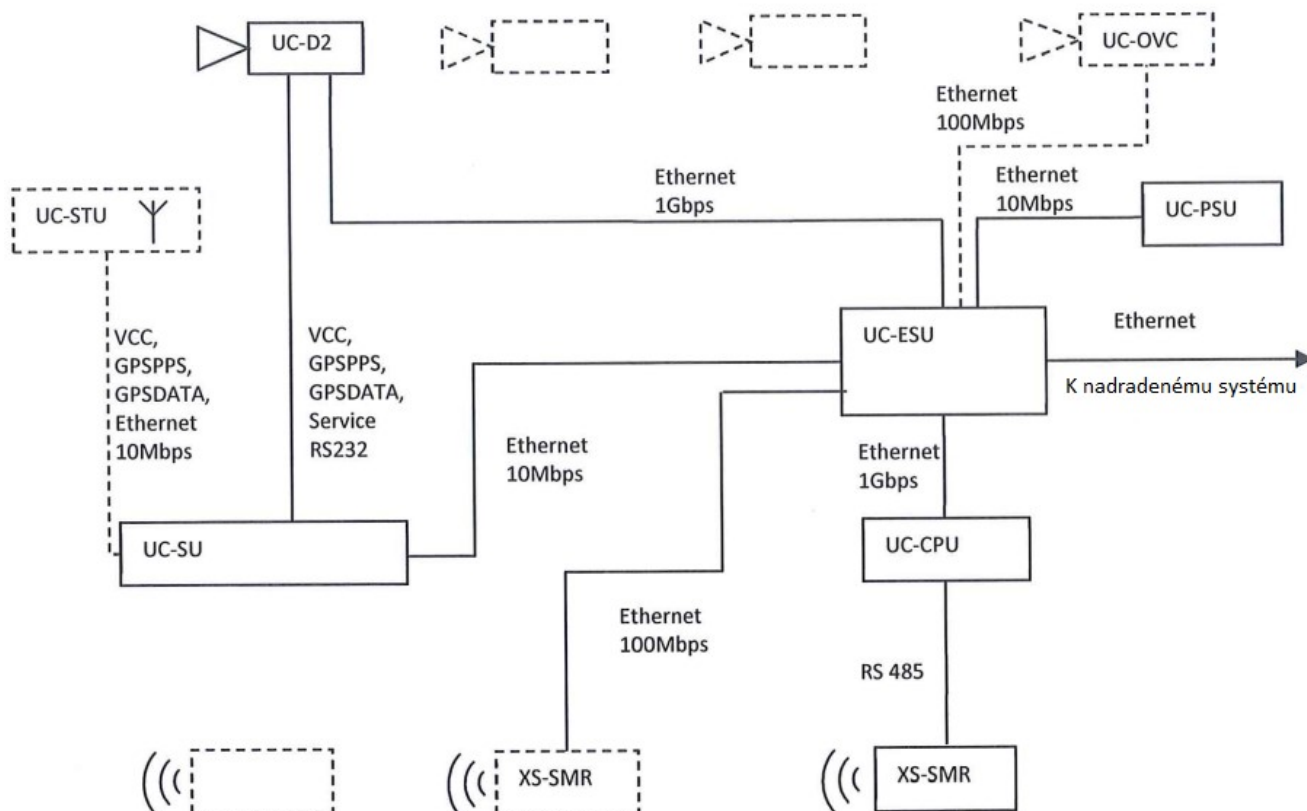 UC-D2
UC-OVC
Ethernet
100Mbps
Ethernet
1Gbps
Ethernet
10Mbps
UC-PSU
UC-STU
VCC,
GPSPPS,
GPSDATA,
Ethernet
10Mbps
VCC,
GPSPPS,
GPSDATA,
Service
RS232
UC-ESU
Ethernet
K nadradenému systému
Ethernet
10Mbps
Ethernet
1Gbps
UC-SU
UC-CPU
Ethernet
100Mbps
RS 485
XS-SMR
XS-SMR